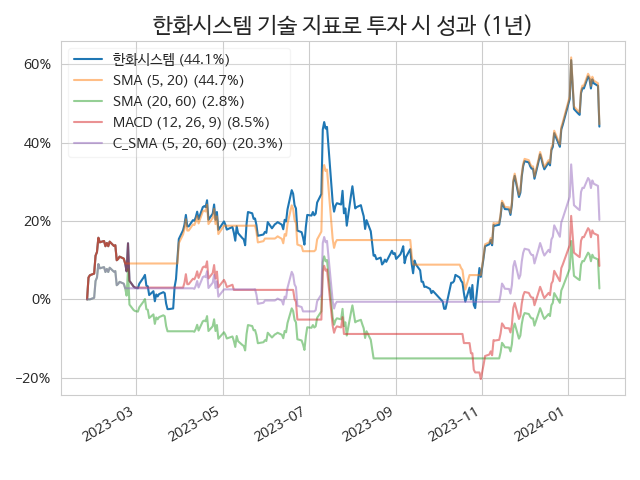 한화시스템 기술 지표로 투자 시 성과 (1년)
한화시스템 (44.1%)
SMA (5, 20) (44.7%)
SMA (20, 60) (2.8%)
MACD (12, 26, 9) (8.5%)
C_SMA (5, 20, 60) (20.3%)
60%
40%
20%
0%
−20%
2023−03
2023−05
2023−07
2023−09
2023−11
2024−01